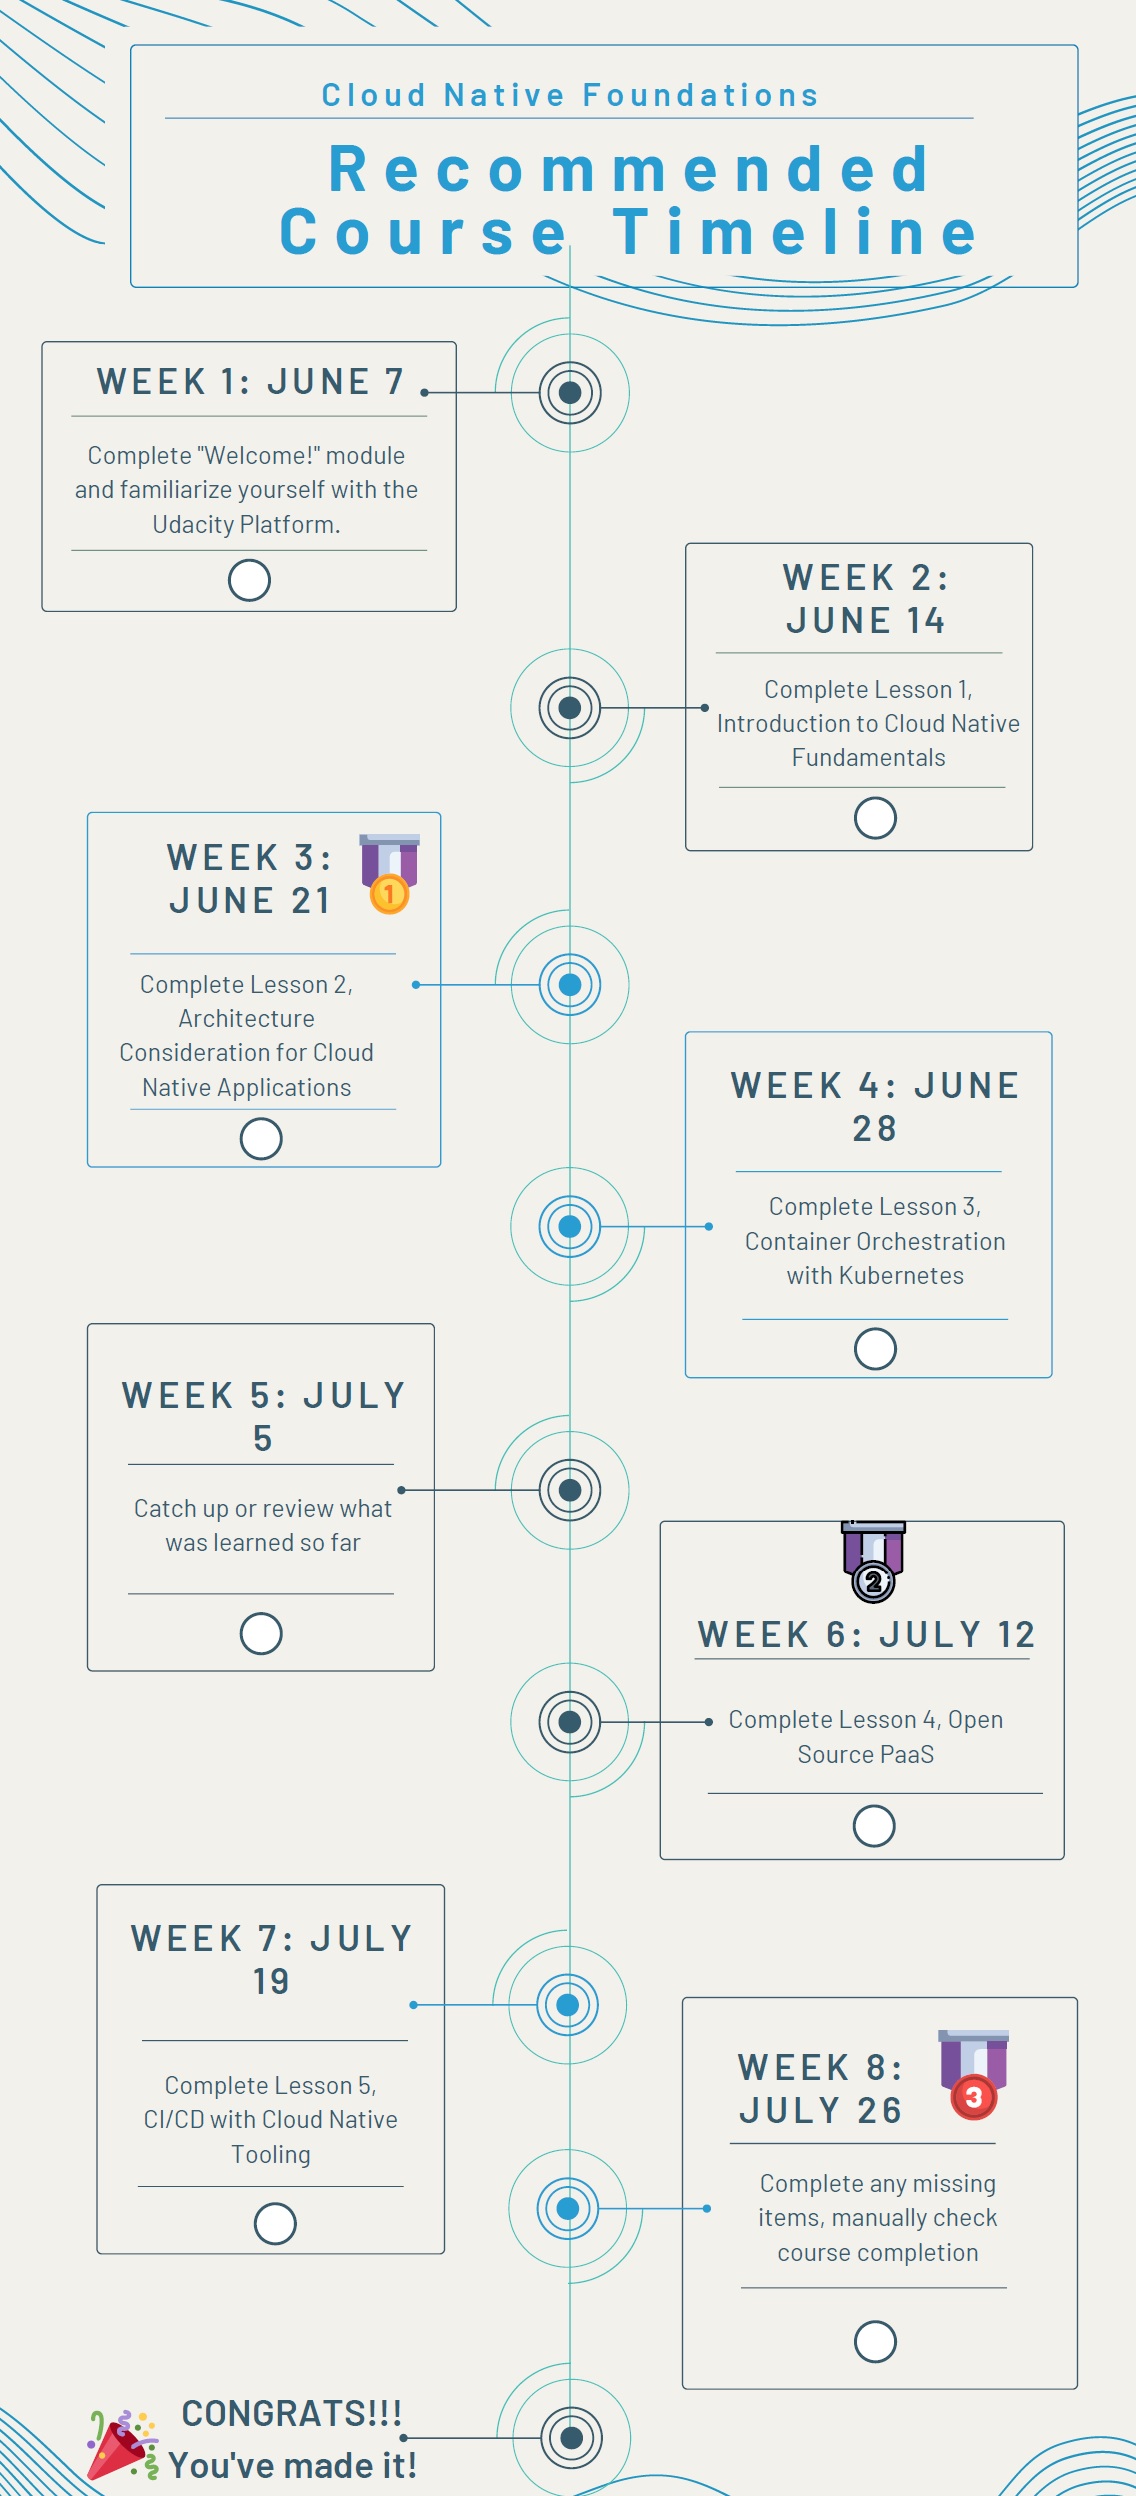 Cloud Native Foundations
Recommended
Course Timeline
WEEK 1: JUNE 7
Complete "Welcome!" module
and familiarize yourself with the
Udacity Platform.
WEEK 2:
JUNE 14
Complete Lesson 1,
Introduction to Cloud Native
Fundamentals
WEEK 3:
JUNE 21
1
Complete Lesson 2,
Architecture
Consideration for Cloud
Native Applications
WEEK 4: JUNE
28
Complete Lesson 3,
Container Orchestration
with Kubernetes
WEEK 5: JULY
5
Catch up or review what
was learned so far
2
WEEK 6: JULY 12
Complete Lesson 4, Open
Source PaaS
WEEK 7: JULY
19
Complete Lesson 5,
CI/CD with Cloud Native
Tooling
WEEK 8:
JULY 26
3
Complete any missing
items, manually check
course completion
CONGRATS!!!
You've made it!